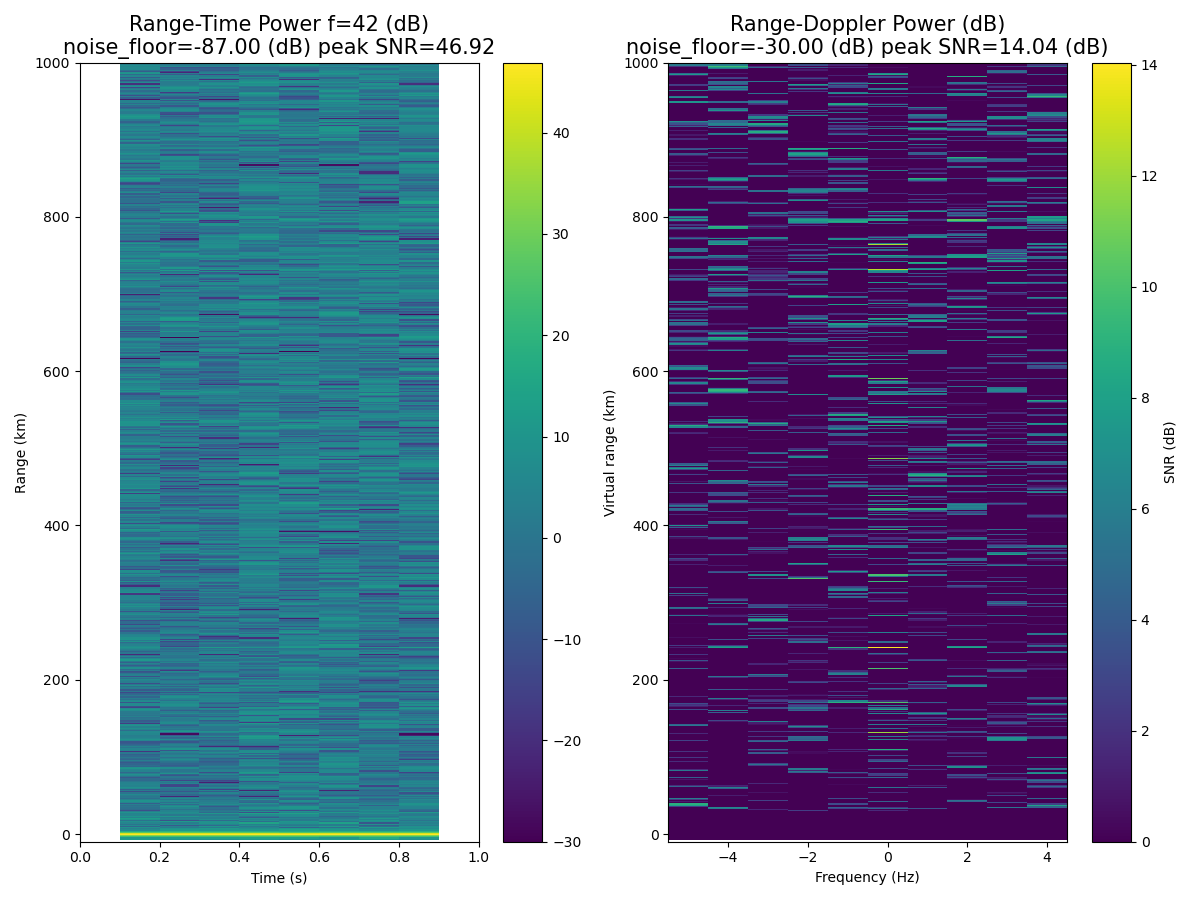 Range-Time Power f=42 (dB)
noise_floor=-87.00 (dB) peak SNR=46.92
1000
800
600
400
200
0
Range (km)
0.0 0.2 0.4 0.6 0.8 1.0
Time (s)
40
30
20
10
0
−10
−20
−30
Range-Doppler Power (dB)
noise_floor=-30.00 (dB) peak SNR=14.04 (dB)
1000
800
600
400
200
0
Virtual range (km)
−4 −2 0 2 4
Frequency (Hz)
14
12
10
8
6
4
2
0
SNR (dB)